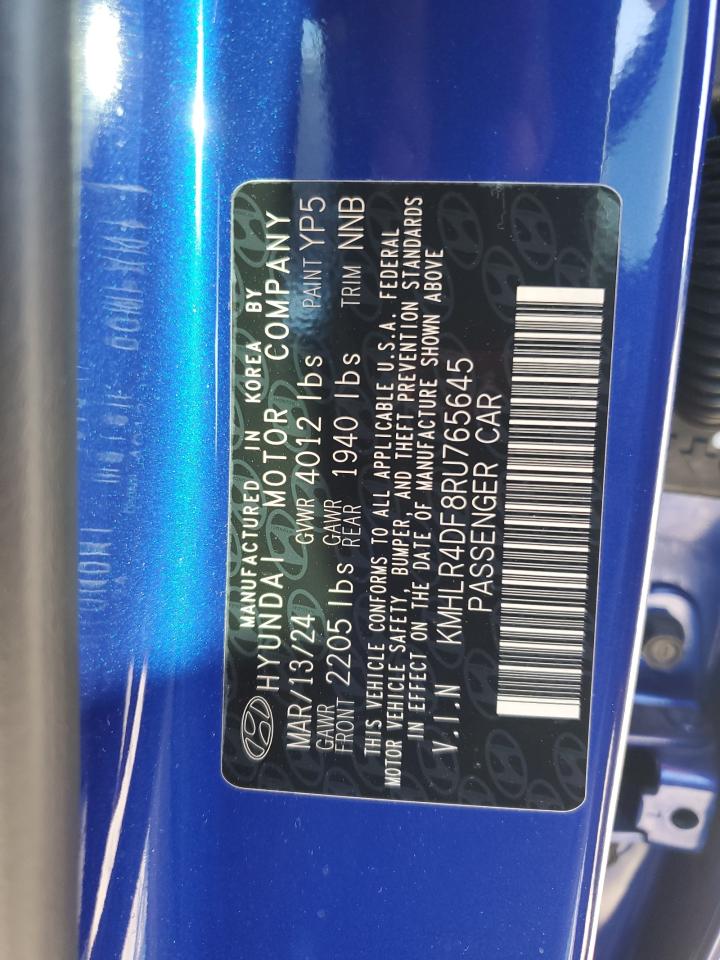 MANUFACTURED IN KOREA BY
HYUNDAI MOTOR COMPANY
MAR/13/24 GVWR 4012 lbs PAINT YP5
GAWR FRONT 2205 lbs GAWR REAR 1940 lbs TRIM NNB
THIS VEHICLE CONFORMS TO ALL APPLICABLE U.S.A. FEDERAL
MOTOR VEHICLE SAFETY, BUMPER, AND THEFT PREVENTION STANDARDS
IN EFFECT ON THE DATE OF MANUFACTURE SHOWN ABOVE
V.I.N KMHLR4DF8RU765645
PASSENGER CAR